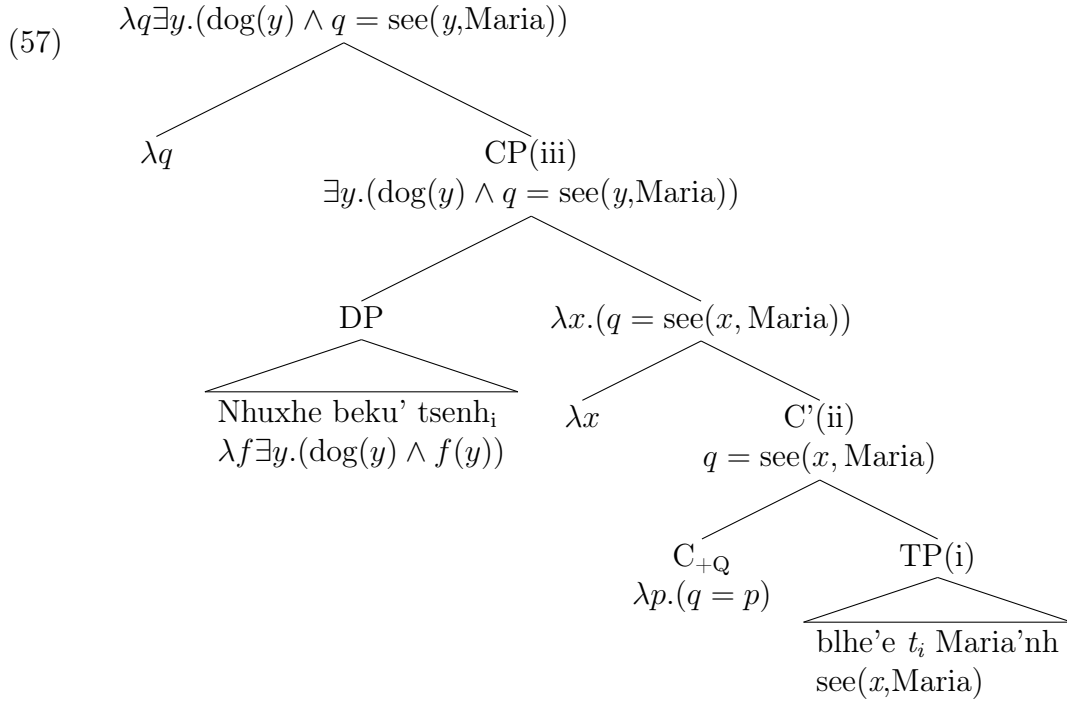 λq∃y.(dog(y) ∧ q = see(y,Maria))
(57)
λq CP(iii)
∃y.(dog(y) ∧ q = see(y,Maria))
DP λx.(q = see(x, Maria))
Nhuxhe beku' tsenhᵢ λx C'(ii)
λf∃y.(dog(y) ∧ f(y)) q = see(x, Maria)
C+Q TP(i)
λp.(q = p)
blhe'e tᵢ Maria'nh
see(x,Maria)